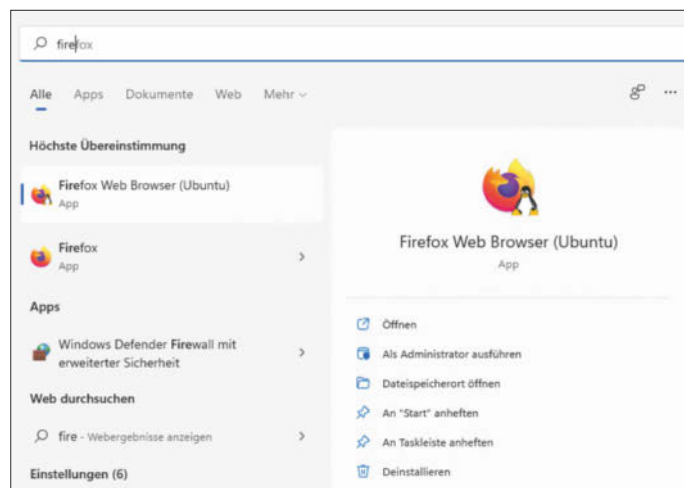 firefox
Alle Apps Dokumente Web Mehr
Höchste Übereinstimmung
Firefox Web Browser (Ubuntu)
App
Firefox
App
Apps
Windows Defender Firewall mit
erweiterter Sicherheit
Web durchsuchen
fire - Webergebnisse anzeigen
Einstellungen (6)
Firefox Web Browser (Ubuntu)
App
Öffnen
Als Administrator ausführen
Dateispeicherort öffnen
An "Start" anheften
An Taskleiste anheften
Deinstallieren